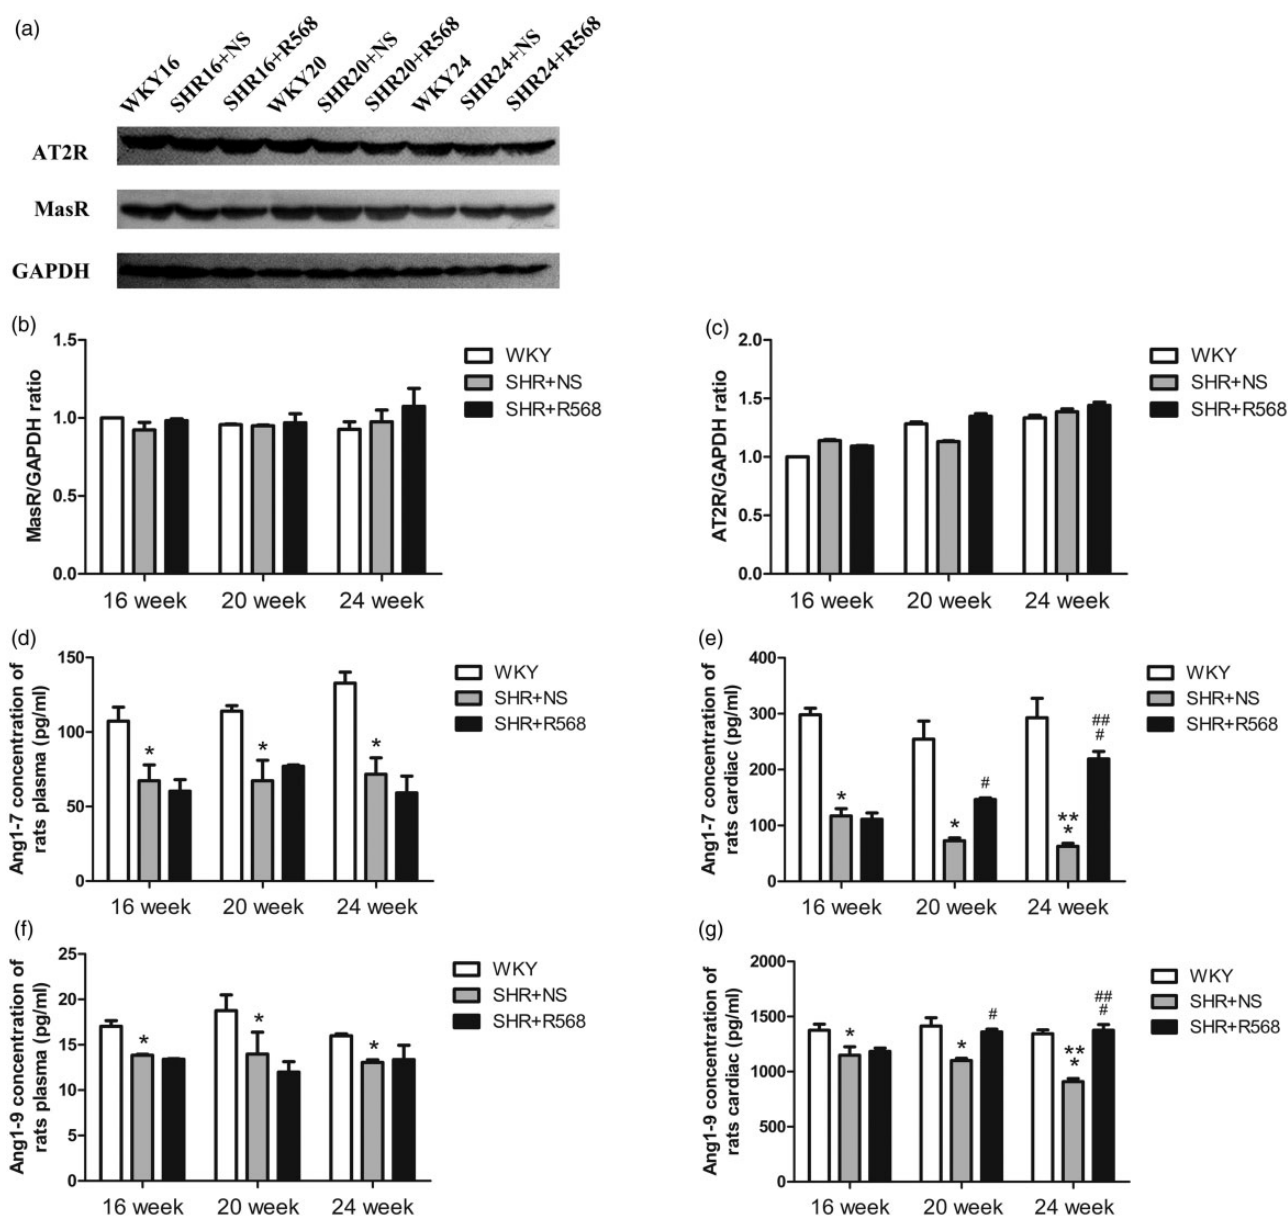 (a)
WKY16
SHR16+NS
SHR16+R568
WKY20
SHR20+NS
SHR20+R568
WKY24
SHR24+NS
SHR24+R568
AT2R
MasR
GAPDH
(b)
MasR/GAPDH ratio
1.5
1.0
0.5
0.0
16 week
20 week
24 week
WKY
SHR+NS
SHR+R568
(c)
AT2R/GAPDH ratio
2.0
1.5
1.0
0.5
0.0
16 week
20 week
24 week
WKY
SHR+NS
SHR+R568
(d)
Ang1-7 concentration of
rats plasma (pg/ml)
150
100
50
0
*
*
*
16 week
20 week
24 week
WKY
SHR+NS
SHR+R568
(e)
Ang1-7 concentration of
rats cardiac (pg/ml)
400
300
200
100
0
*
*
#
**
*
##
#
16 week
20 week
24 week
WKY
SHR+NS
SHR+R568
(f)
Ang1-9 concentration of
rats plasma (pg/ml)
25
20
15
10
5
0
*
*
*
16 week
20 week
24 week
WKY
SHR+NS
SHR+R568
(g)
Ang1-9 concentration of
rats cardiac (pg/ml)
2000
1500
1000
500
0
*
*
#
**
*
##
#
16 week
20 week
24 week
WKY
SHR+NS
SHR+R568